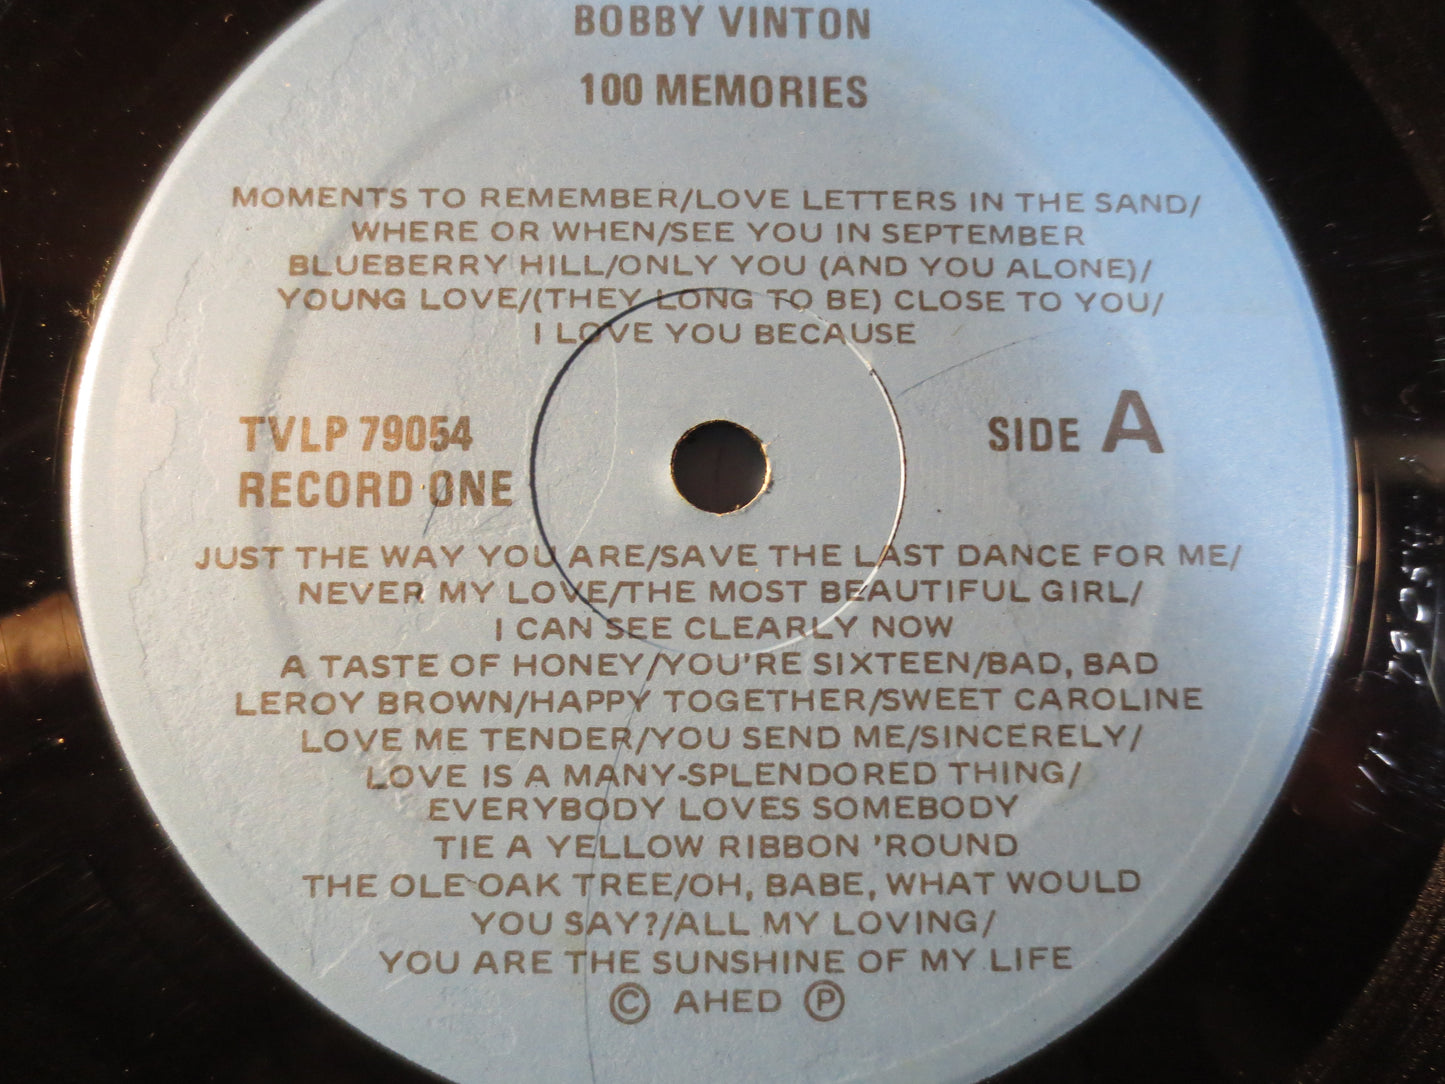 BOBBY VINTON
100 MEMORIES
MOMENTS TO REMEMBER/LOVE LETTERS IN THE SAND/
WHERE OR WHEN/SEE YOU IN SEPTEMBER
BLUEBERRY HILL/ONLY YOU (AND YOU ALONE)/
YOUNG LOVE/(THEY LONG TO BE) CLOSE TO YOU/
I LOVE YOU BECAUSE
TVLP 79054
RECORD ONE
SIDE A
JUST THE WAY YOU ARE/SAVE THE LAST DANCE FOR ME/
NEVER MY LOVE/THE MOST BEAUTIFUL GIRL/
I CAN SEE CLEARLY NOW
A TASTE OF HONEY/YOU'RE SIXTEEN/BAD, BAD
LEROY BROWN/HAPPY TOGETHER/SWEET CAROLINE
LOVE ME TENDER/YOU SEND ME/SINCERELY/
LOVE IS A MANY-SPLENDORED THING/
EVERYBODY LOVES SOMEBODY
TIE A YELLOW RIBBON 'ROUND
THE OLE OAK TREE/OH, BABE, WHAT WOULD
YOU SAY?/ALL MY LOVING/
YOU ARE THE SUNSHINE OF MY LIFE
© AHED ℗